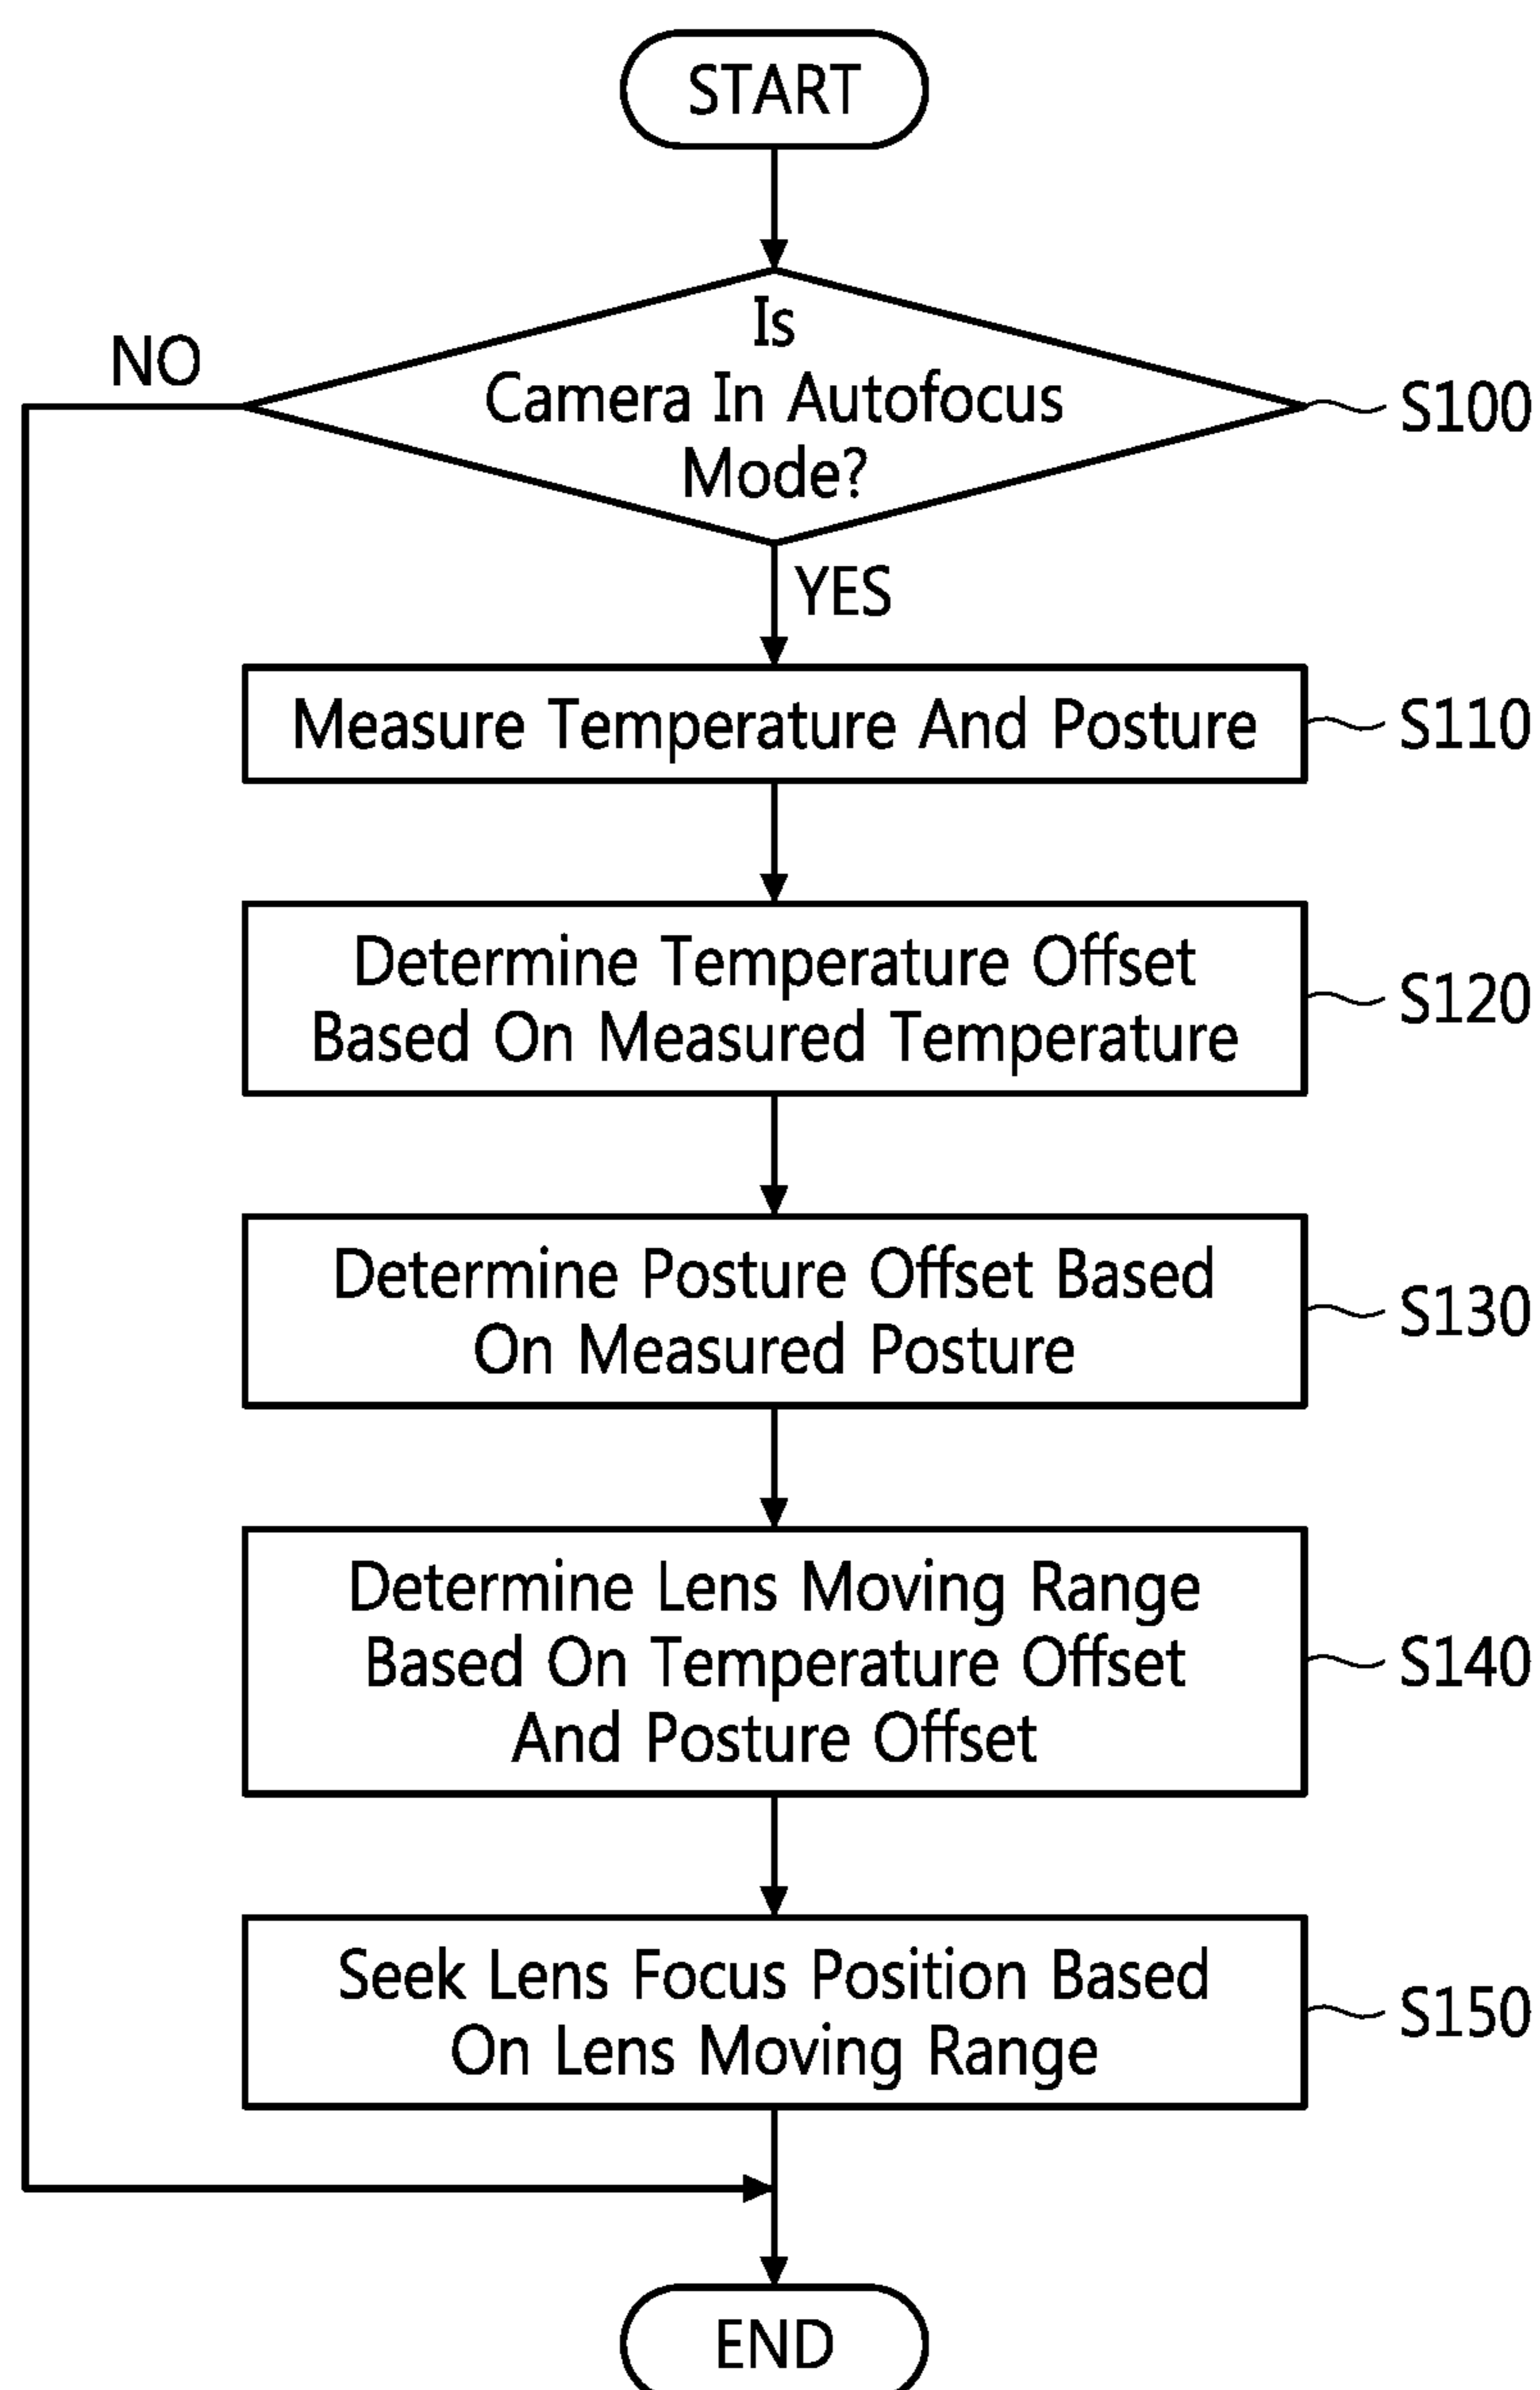 START
Is
Camera In Autofocus
Mode?
NO
S100
YES
Measure Temperature And Posture
S110
Determine Temperature Offset
Based On Measured Temperature
S120
Determine Posture Offset Based
On Measured Posture
S130
Determine Lens Moving Range
Based On Temperature Offset
And Posture Offset
S140
Seek Lens Focus Position Based
On Lens Moving Range
S150
END